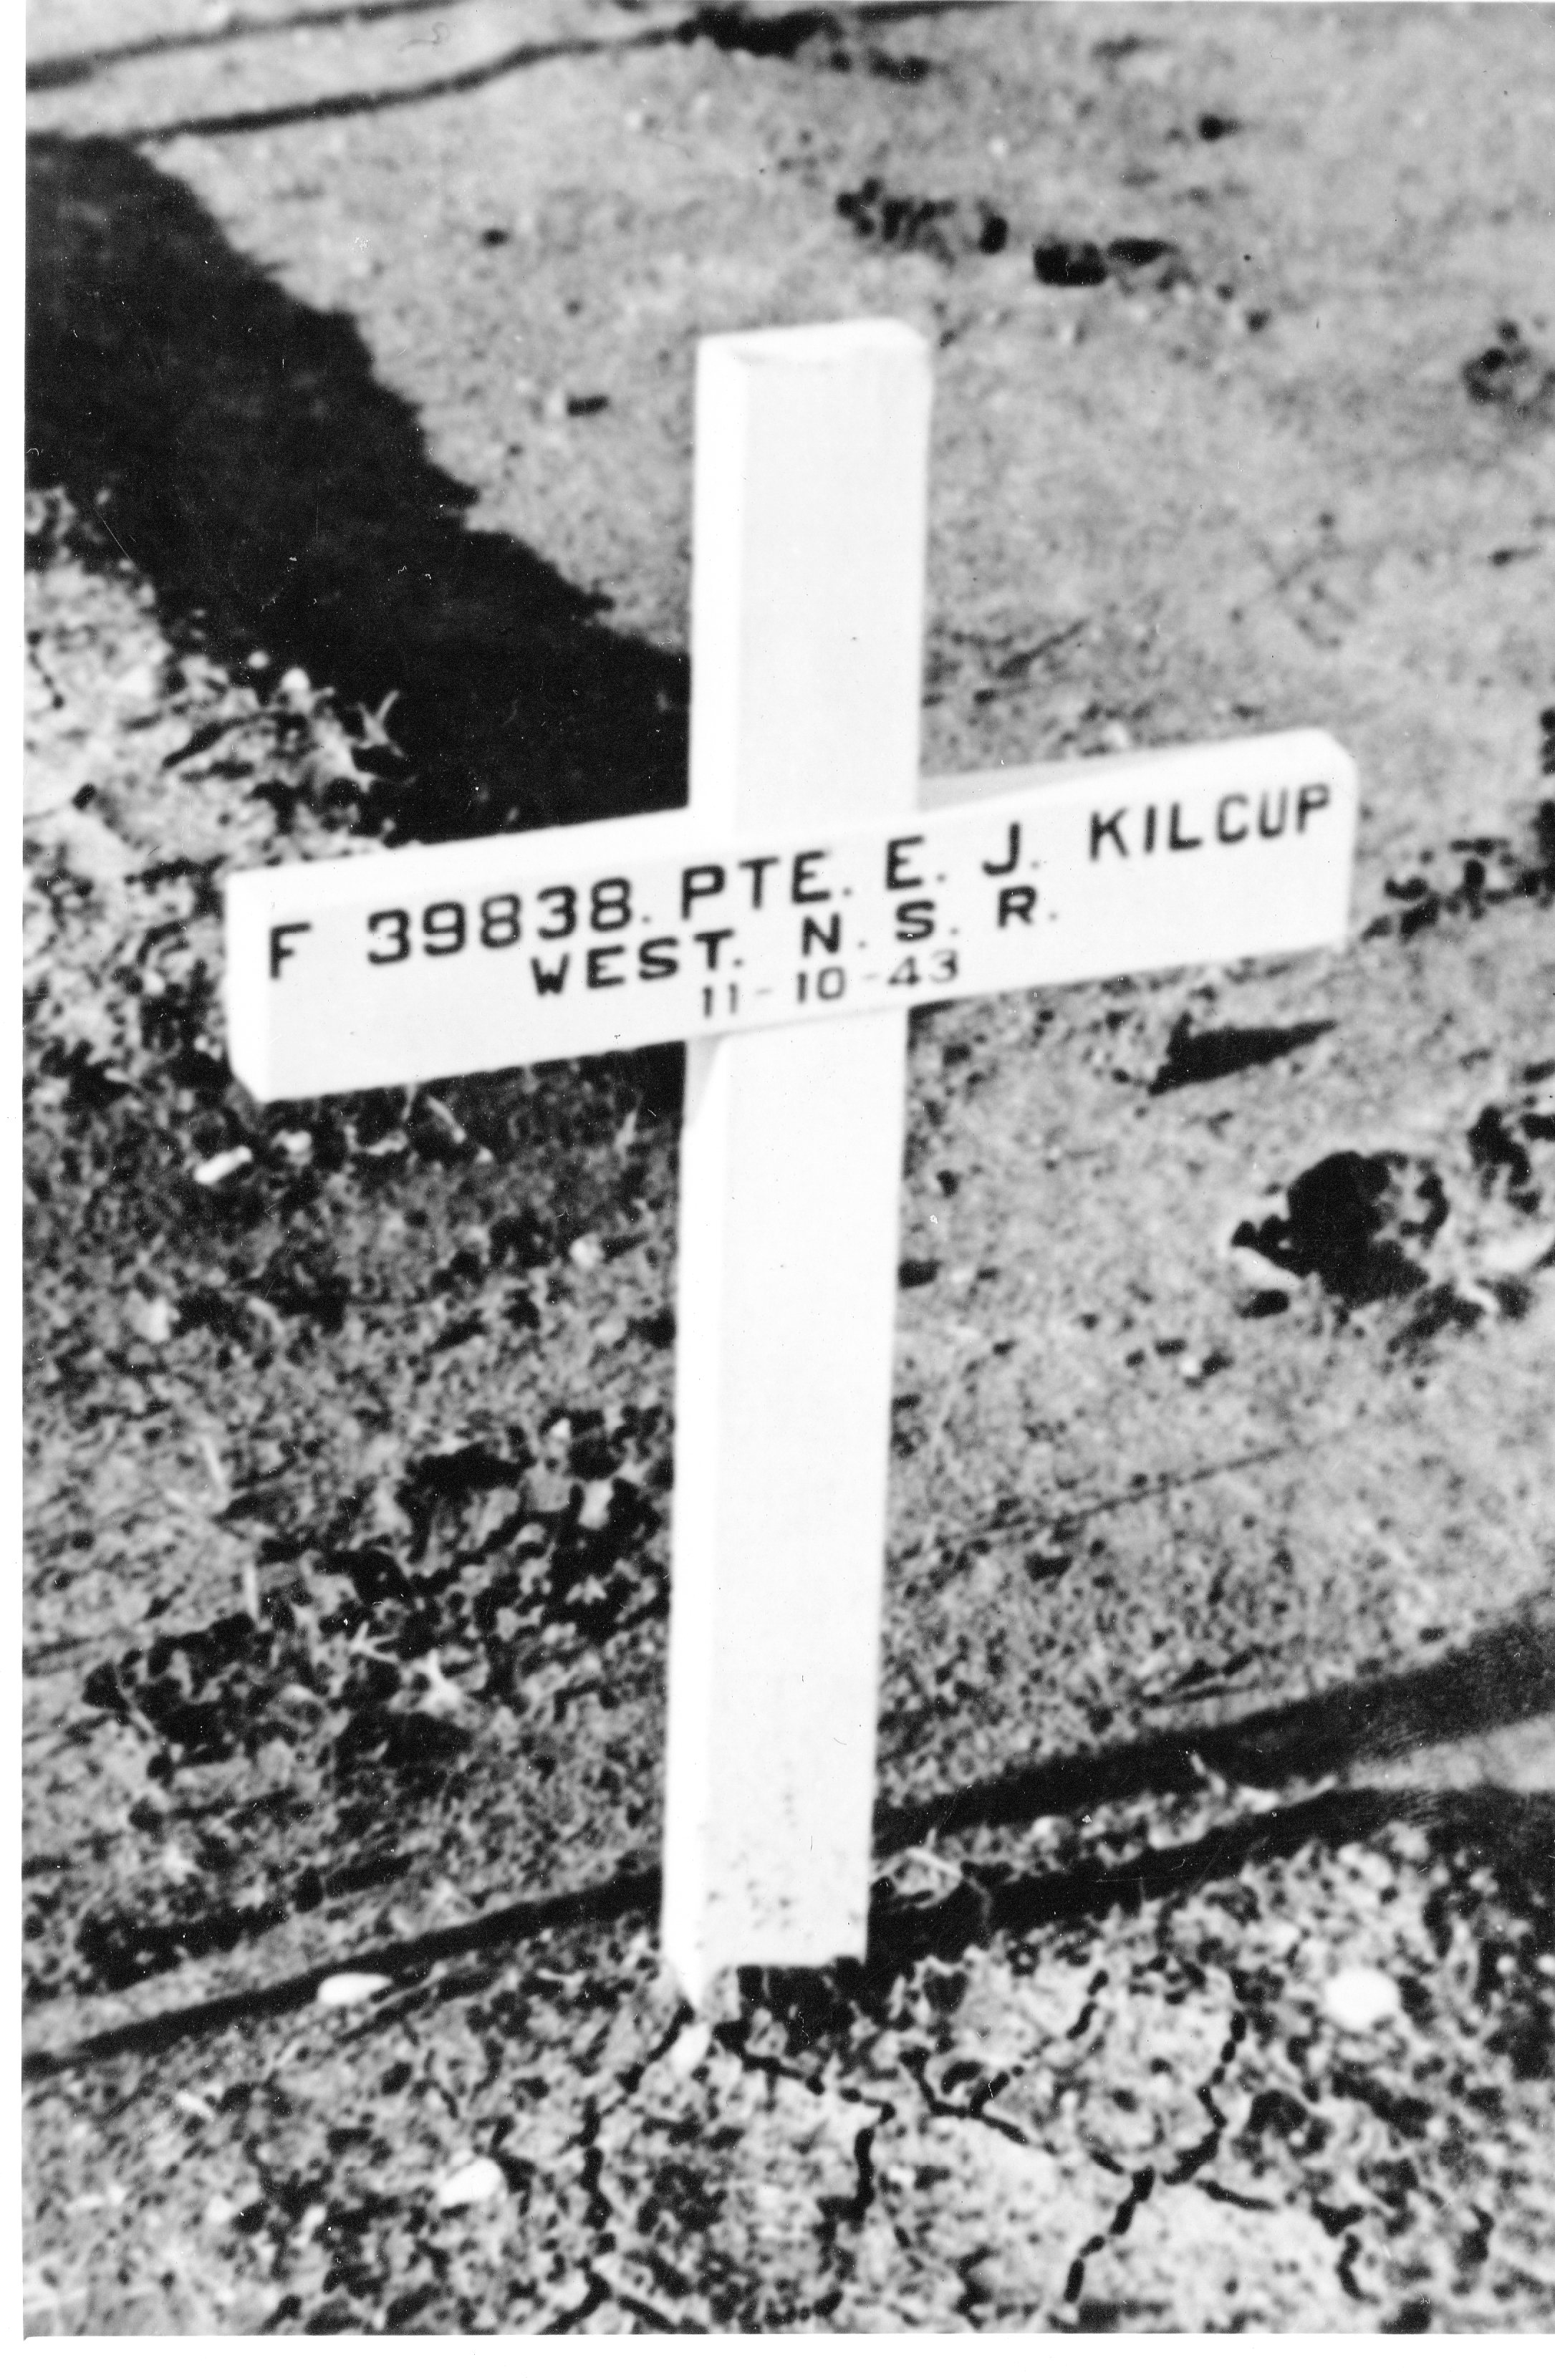 F 39838. PTE. E. J. KILCUP
WEST. N. S. R.
11-10-43